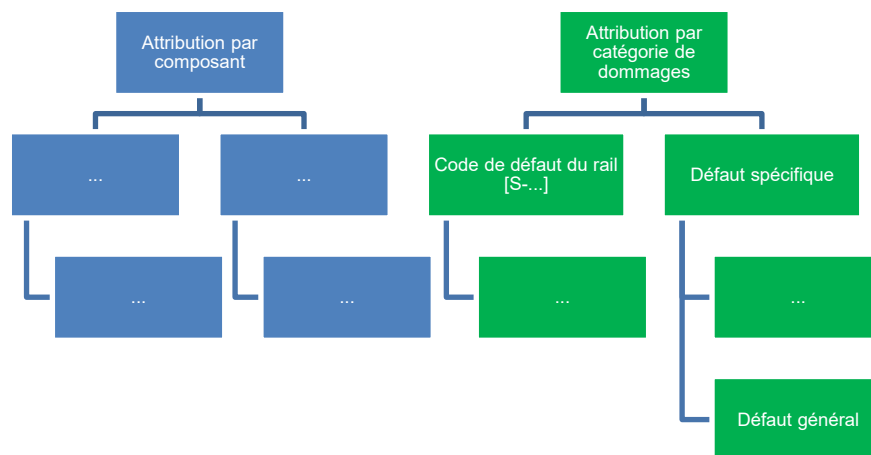 Attribution par
composant
Attribution par
catégorie de
dommages
...
...
Code de défaut du rail
[S-...]
Défaut spécifique
...
...
...
...
Défaut général